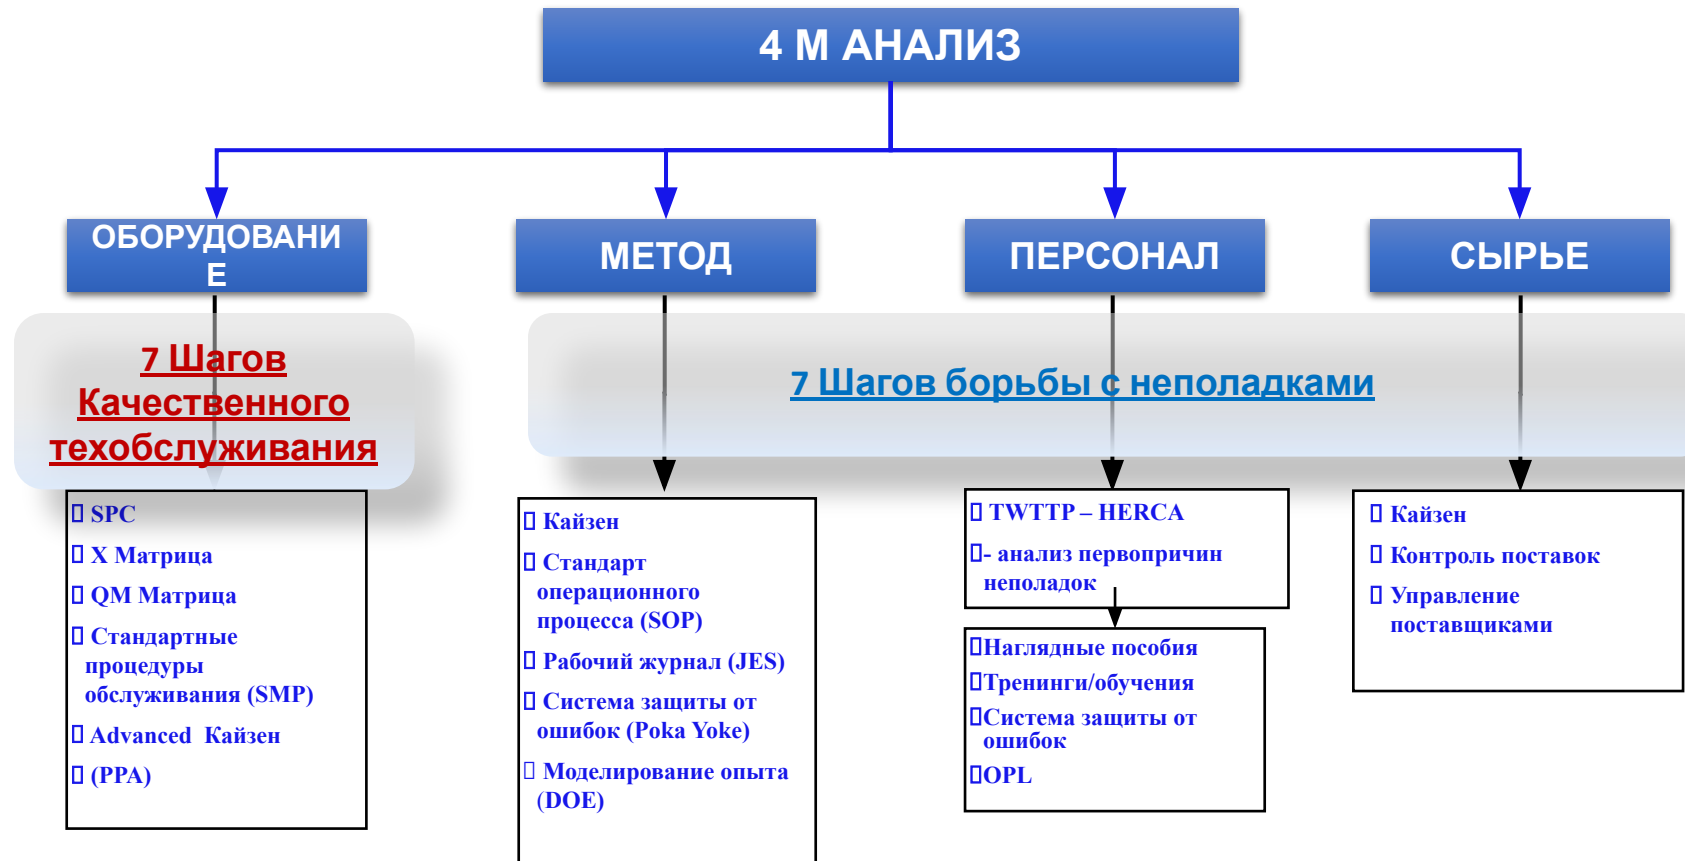 4 М АНАЛИЗ
ОБОРУДОВАНИ
Е
МЕТОД
ПЕРСОНАЛ
СЫРЬЕ
7 Шагов
Качественного
техобслуживания
7 Шагов борьбы с неполадками
SPC
X Матрица
QM Матрица
Стандартные
процедуры
обслуживания (SMP)
Advanced Кайзен
(PPA)
Кайзен
Стандарт
операционного
процесса (SOP)
Рабочий журнал (JES)
Система защиты от
ошибок (Poka Yoke)
Моделирование опыта
(DOE)
TWTTP – HERCA
- анализ первопричин
неполадок
Наглядные пособия
Тренинги/обучения
Система защиты от
ошибок
OPL
Кайзен
Контроль поставок
Управление
поставщиками